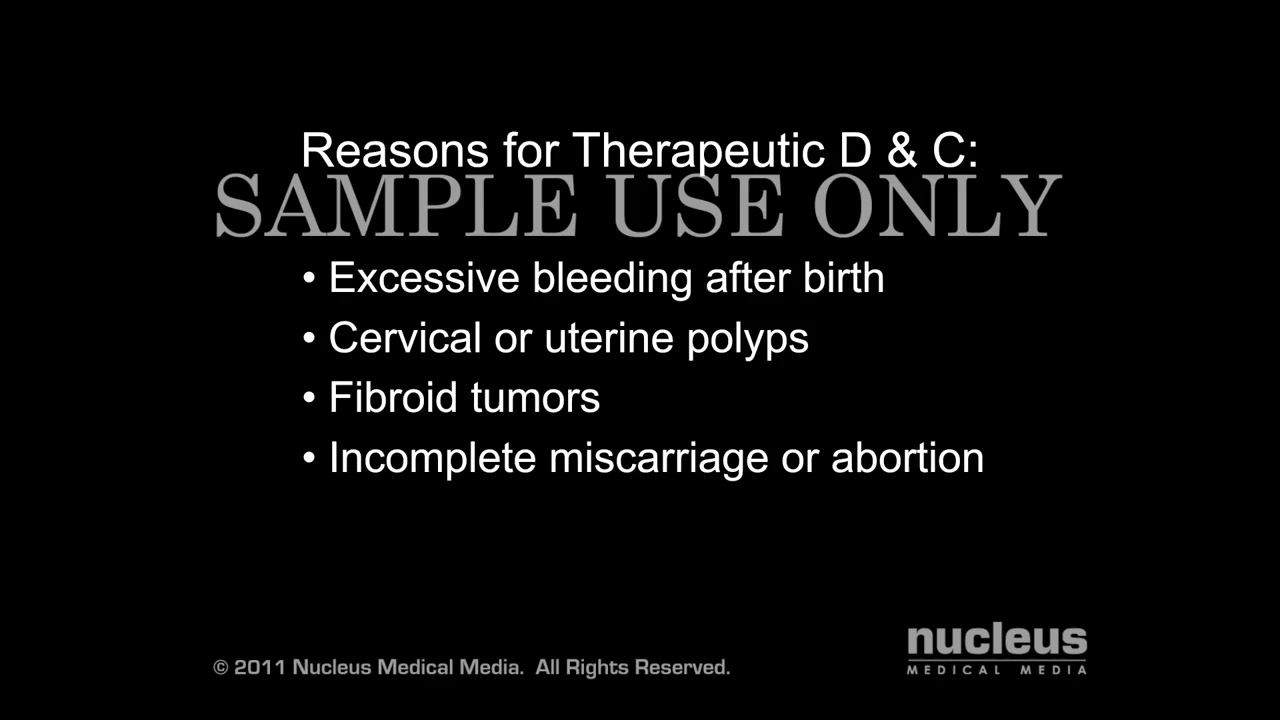 Reasons for Therapeutic D & C:
SAMPLE USE ONLY
• Excessive bleeding after birth
• Cervical or uterine polyps
• Fibroid tumors
• Incomplete miscarriage or abortion
nucleus
MEDICAL MEDIA
© 2011 Nucleus Medical Media. All Rights Reserved.